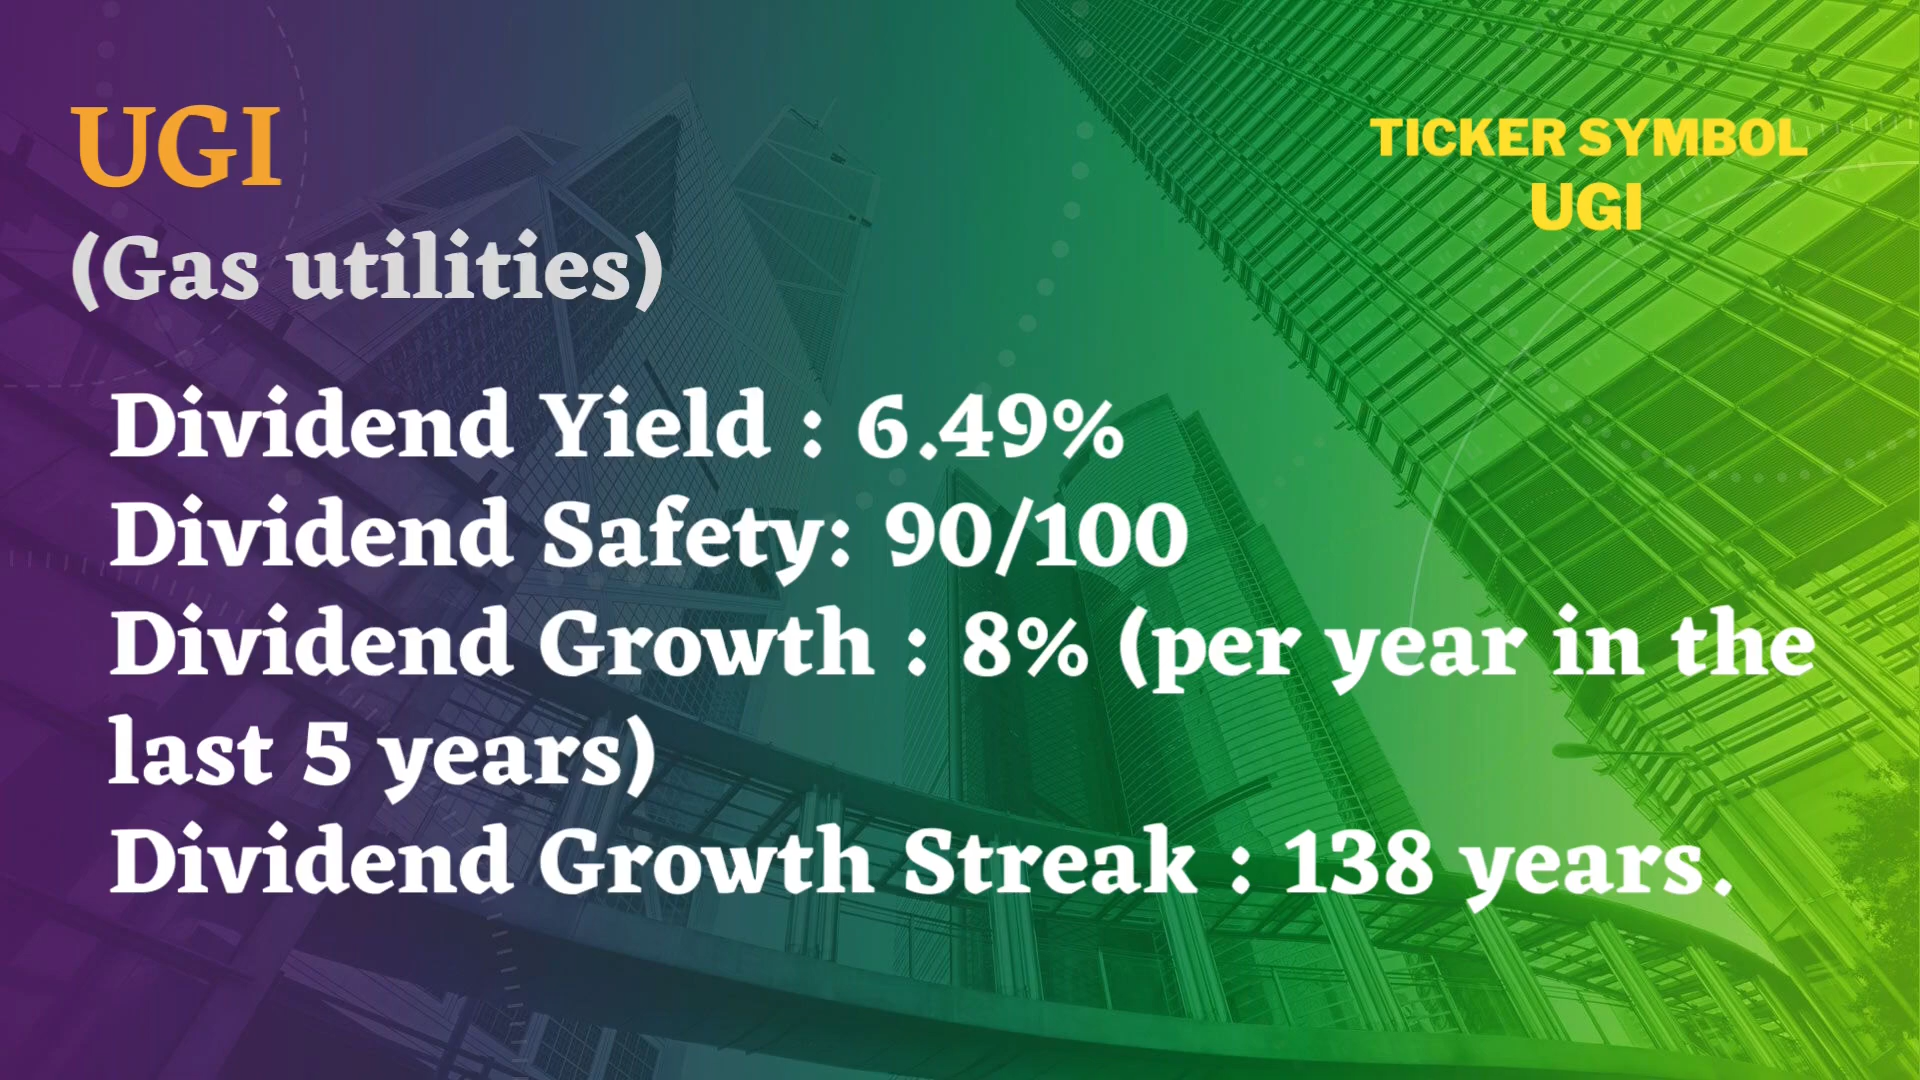 UGI
(Gas utilities)
TICKER SYMBOL
UGI
Dividend Yield : 6.49%
Dividend Safety: 90/100
Dividend Growth : 8% (per year in the
last 5 years)
Dividend Growth Streak : 138 years.